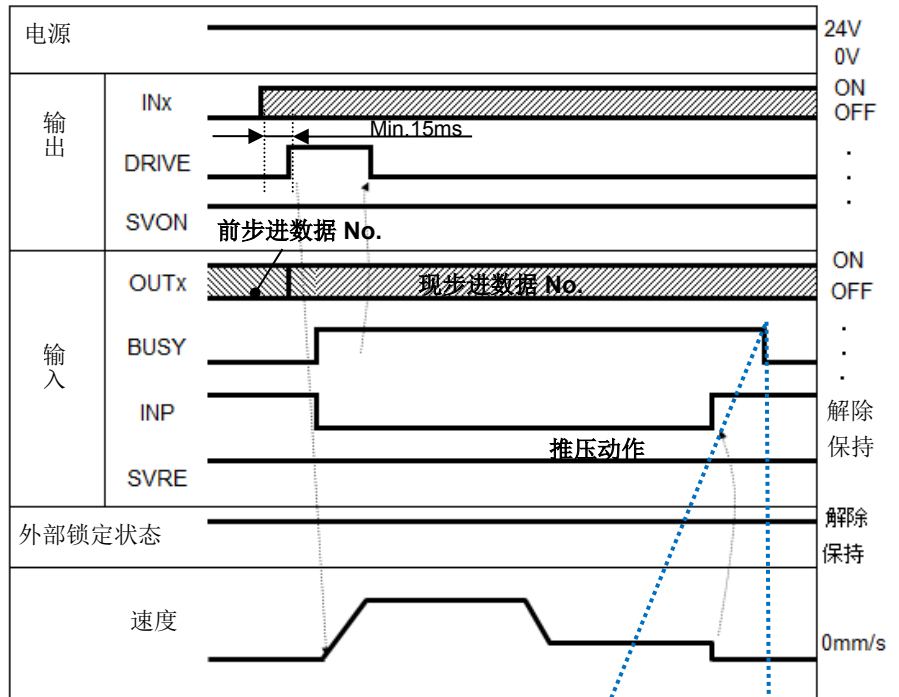 电源
24V
0V
输出
INx
ON
OFF
Min.15ms
DRIVE
SVON
前步进数据 No.
输入
OUTx
现步进数据 No.
ON
OFF
BUSY
INP
解除
保持
推压动作
SVRE
外部锁定状态
解除
保持
速度
0mm/s